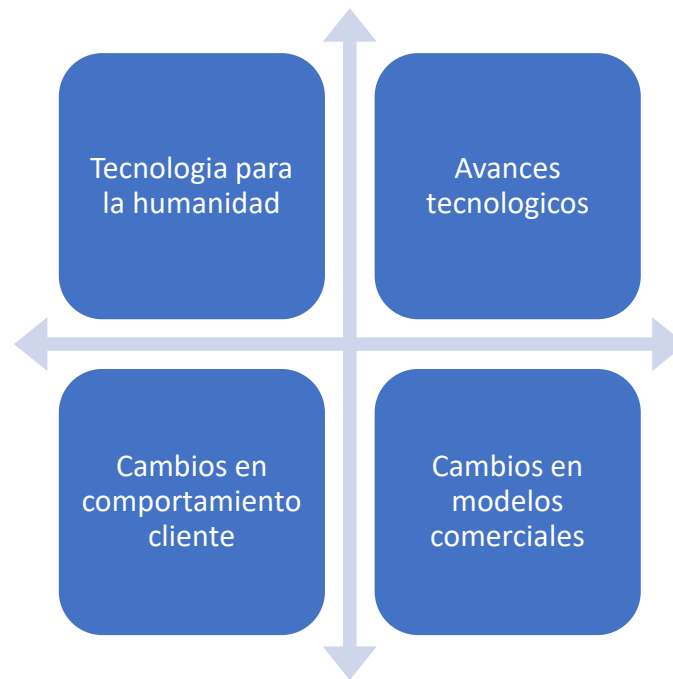 Tecnologia para
la humanidad
Avances
tecnologicos
Cambios en
comportamiento
cliente
Cambios en
modelos
comerciales